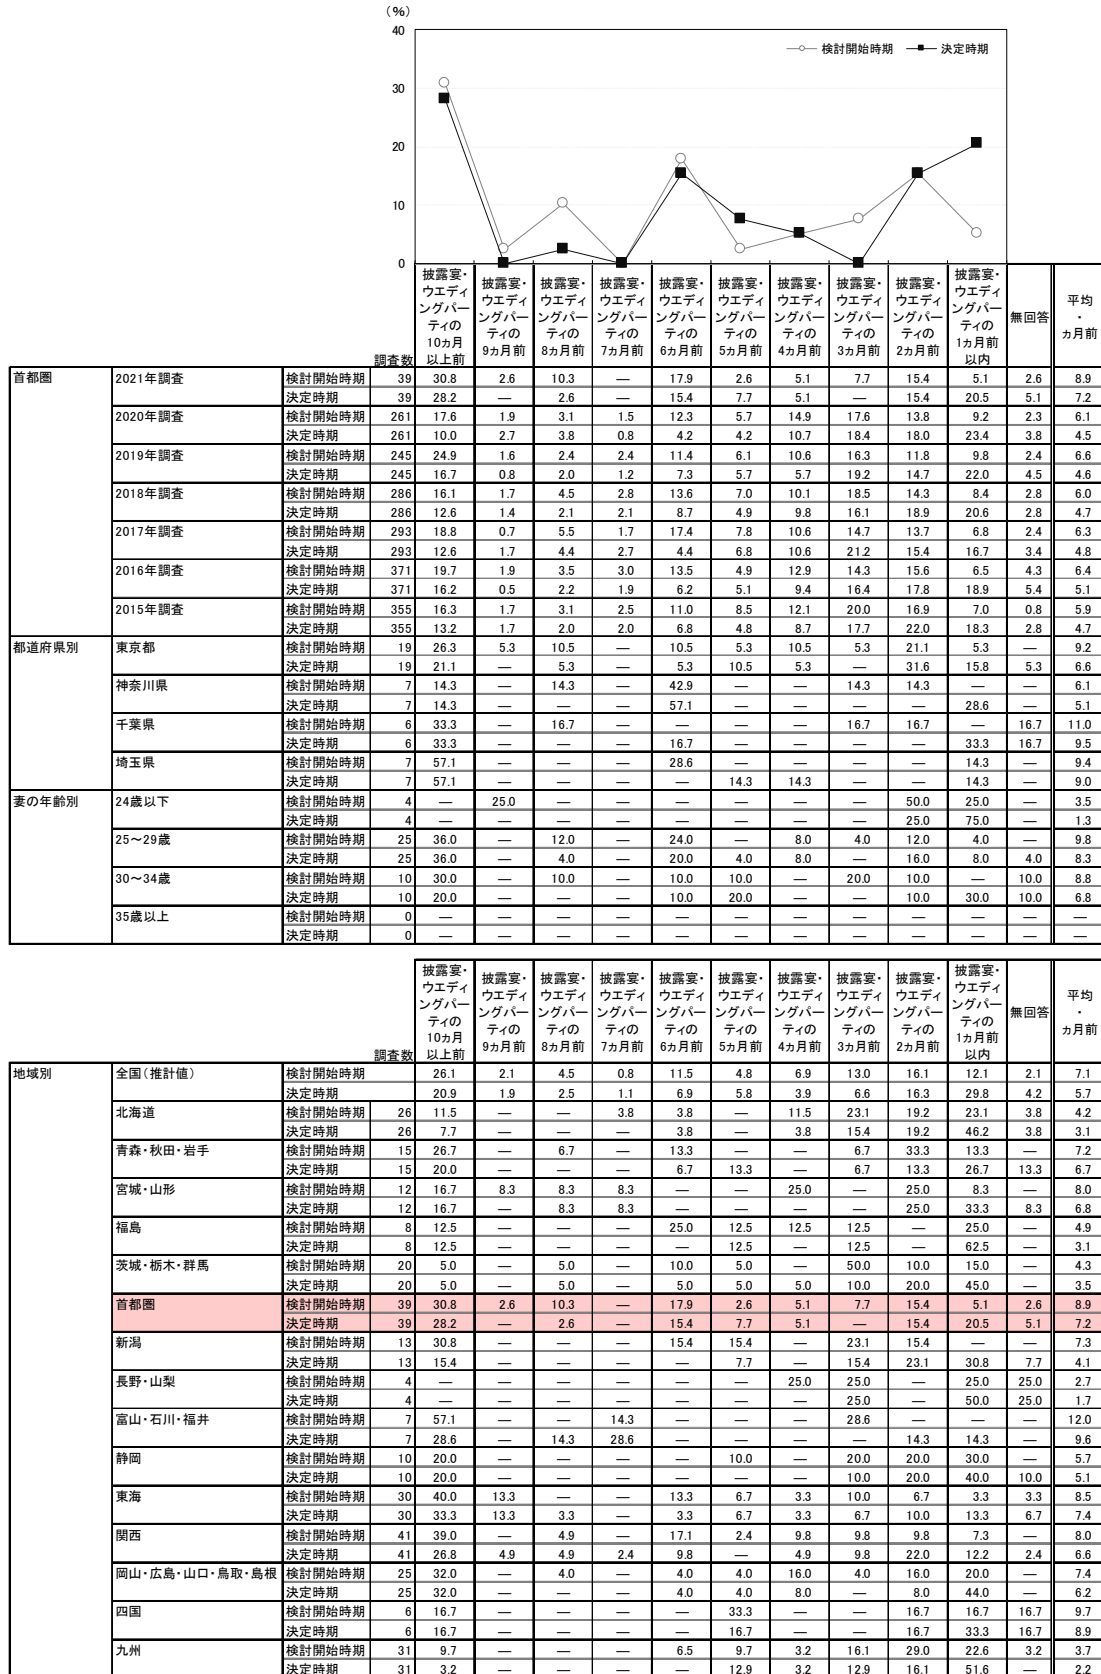 （%）
40
30
20
10
0
検討開始時期 決定時期
調査数 披露宴・ウエディングパーティの10ヵ月以上前 披露宴・ウエディングパーティの9ヵ月前 披露宴・ウエディングパーティの8ヵ月前 披露宴・ウエディングパーティの7ヵ月前 披露宴・ウエディングパーティの6ヵ月前 披露宴・ウエディングパーティの5ヵ月前 披露宴・ウエディングパーティの4ヵ月前 披露宴・ウエディングパーティの3ヵ月前 披露宴・ウエディングパーティの2ヵ月前 披露宴・ウエディングパーティの1ヵ月前以内 無回答 平均・ヵ月前
首都圏 2021年調査 検討開始時期 39 30.8 2.6 10.3 — 17.9 2.6 5.1 7.7 15.4 5.1 2.6 8.9
決定時期 39 28.2 — 2.6 — 15.4 7.7 5.1 — 15.4 20.5 5.1 7.2
2020年調査 検討開始時期 261 17.6 1.9 3.1 1.5 12.3 5.7 14.9 17.6 13.8 9.2 2.3 6.1
決定時期 261 10.0 2.7 3.8 0.8 4.2 4.2 10.7 18.4 18.0 23.4 3.8 4.5
2019年調査 検討開始時期 245 24.9 1.6 2.4 2.4 11.4 6.1 10.6 16.3 11.8 9.8 2.4 6.6
決定時期 245 16.7 0.8 2.0 1.2 7.3 5.7 5.7 19.2 14.7 22.0 4.5 4.6
2018年調査 検討開始時期 286 16.1 1.7 4.5 2.8 13.6 7.0 10.1 18.5 14.3 8.4 2.8 6.0
決定時期 286 12.6 1.4 2.1 2.1 8.7 4.9 9.8 16.1 18.9 20.6 2.8 4.7
2017年調査 検討開始時期 293 18.8 0.7 5.5 1.7 17.4 7.8 10.6 14.7 13.7 6.8 2.4 6.3
決定時期 293 12.6 1.7 4.4 2.7 4.4 6.8 10.6 21.2 15.4 16.7 3.4 4.8
2016年調査 検討開始時期 371 19.7 1.9 3.5 3.0 13.5 4.9 12.9 14.3 15.6 6.5 4.3 6.4
決定時期 371 16.2 0.5 2.2 1.9 6.2 5.1 9.4 16.4 17.8 18.9 5.4 5.1
2015年調査 検討開始時期 355 16.3 1.7 3.1 2.5 11.0 8.5 12.1 20.0 16.9 7.0 0.8 5.9
決定時期 355 13.2 1.7 2.0 2.0 6.8 4.8 8.7 17.7 22.0 18.3 2.8 4.7
都道府県別 東京都 検討開始時期 19 26.3 5.3 10.5 — 10.5 5.3 10.5 5.3 21.1 5.3 — 9.2
決定時期 19 21.1 — 5.3 — 5.3 10.5 5.3 — 31.6 15.8 5.3 6.6
神奈川県 検討開始時期 7 14.3 — 14.3 — 42.9 — — 14.3 14.3 — — 6.1
決定時期 7 14.3 — — — 57.1 — — — — 28.6 — 5.1
千葉県 検討開始時期 6 33.3 — 16.7 — — — — 16.7 16.7 — 16.7 11.0
決定時期 6 33.3 — — — 16.7 — — — — 33.3 16.7 9.5
埼玉県 検討開始時期 7 57.1 — — — 28.6 — — — — 14.3 — 9.4
決定時期 7 57.1 — — — — 14.3 14.3 — — 14.3 — 9.0
妻の年齢別 24歳以下 検討開始時期 4 — 25.0 — — — — — — 50.0 25.0 — 3.5
決定時期 4 — — — — — — — — 25.0 75.0 — 1.3
25～29歳 検討開始時期 25 36.0 — 12.0 — 24.0 — 8.0 4.0 12.0 4.0 — 9.8
決定時期 25 36.0 — 4.0 — 20.0 4.0 8.0 — 16.0 8.0 4.0 8.3
30～34歳 検討開始時期 10 30.0 — 10.0 — 10.0 10.0 — 20.0 10.0 — 10.0 8.8
決定時期 10 20.0 — — — 10.0 20.0 — — 10.0 30.0 10.0 6.8
35歳以上 検討開始時期 0 — — — — — — — — — — — —
決定時期 0 — — — — — — — — — — — —
調査数 披露宴・ウエディングパーティの10ヵ月以上前 披露宴・ウエディングパーティの9ヵ月前 披露宴・ウエディングパーティの8ヵ月前 披露宴・ウエディングパーティの7ヵ月前 披露宴・ウエディングパーティの6ヵ月前 披露宴・ウエディングパーティの5ヵ月前 披露宴・ウエディングパーティの4ヵ月前 披露宴・ウエディングパーティの3ヵ月前 披露宴・ウエディングパーティの2ヵ月前 披露宴・ウエディングパーティの1ヵ月前以内 無回答 平均・ヵ月前
地域別 全国（推計値） 検討開始時期 26.1 2.1 4.5 0.8 11.5 4.8 6.9 13.0 16.1 12.1 2.1 7.1
決定時期 20.9 1.9 2.5 1.1 6.9 5.8 3.9 6.6 16.3 29.8 4.2 5.7
北海道 検討開始時期 26 11.5 — — 3.8 3.8 — 11.5 23.1 19.2 23.1 3.8 4.2
決定時期 26 7.7 — — — 3.8 — 3.8 15.4 19.2 46.2 3.8 3.1
青森・秋田・岩手 検討開始時期 15 26.7 — 6.7 — 13.3 — — 6.7 33.3 13.3 — 7.2
決定時期 15 20.0 — — — 6.7 13.3 — 6.7 13.3 26.7 13.3 6.7
宮城・山形 検討開始時期 12 16.7 8.3 8.3 8.3 — — 25.0 — 25.0 8.3 — 8.0
決定時期 12 16.7 — 8.3 8.3 — — — — 25.0 33.3 8.3 6.8
福島 検討開始時期 8 12.5 — — — 25.0 12.5 12.5 12.5 — 25.0 — 4.9
決定時期 8 12.5 — — — — 12.5 — 12.5 — 62.5 — 3.1
茨城・栃木・群馬 検討開始時期 20 5.0 — 5.0 — 10.0 5.0 — 50.0 10.0 15.0 — 4.3
決定時期 20 5.0 — 5.0 — 5.0 5.0 5.0 10.0 20.0 45.0 — 3.5
首都圏 検討開始時期 39 30.8 2.6 10.3 — 17.9 2.6 5.1 7.7 15.4 5.1 2.6 8.9
決定時期 39 28.2 — 2.6 — 15.4 7.7 5.1 — 15.4 20.5 5.1 7.2
新潟 検討開始時期 13 30.8 — — — 15.4 15.4 — 23.1 15.4 — — 7.3
決定時期 13 15.4 — — — — 7.7 — 15.4 23.1 30.8 7.7 4.1
長野・山梨 検討開始時期 4 — — — — — — 25.0 25.0 — 25.0 25.0 2.7
決定時期 4 — — — — — — — 25.0 — 50.0 25.0 1.7
富山・石川・福井 検討開始時期 7 57.1 — — 14.3 — — — 28.6 — — — 12.0
決定時期 7 28.6 — 14.3 28.6 — — — — 14.3 14.3 — 9.6
静岡 検討開始時期 10 20.0 — — — — 10.0 — 20.0 20.0 30.0 — 5.7
決定時期 10 20.0 — — — — — — 10.0 20.0 40.0 10.0 5.1
東海 検討開始時期 30 40.0 13.3 — — 13.3 6.7 3.3 10.0 6.7 3.3 3.3 8.5
決定時期 30 33.3 13.3 3.3 — 3.3 6.7 3.3 6.7 10.0 13.3 6.7 7.4
関西 検討開始時期 41 39.0 — 4.9 — 17.1 2.4 9.8 9.8 9.8 7.3 — 8.0
決定時期 41 26.8 4.9 4.9 2.4 9.8 — 4.9 9.8 22.0 12.2 2.4 6.6
岡山・広島・山口・鳥取・島根 検討開始時期 25 32.0 — 4.0 — 4.0 4.0 16.0 4.0 16.0 20.0 — 7.4
決定時期 25 32.0 — — — 4.0 4.0 8.0 — 8.0 44.0 — 6.2
四国 検討開始時期 6 16.7 — — — — 33.3 — — 16.7 16.7 16.7 9.7
決定時期 6 16.7 — — — — 16.7 — — 16.7 33.3 16.7 8.9
九州 検討開始時期 31 9.7 — — — 6.5 9.7 3.2 16.1 29.0 22.6 3.2 3.7
決定時期 31 3.2 — — — — 12.9 3.2 12.9 16.1 51.6 — 2.2